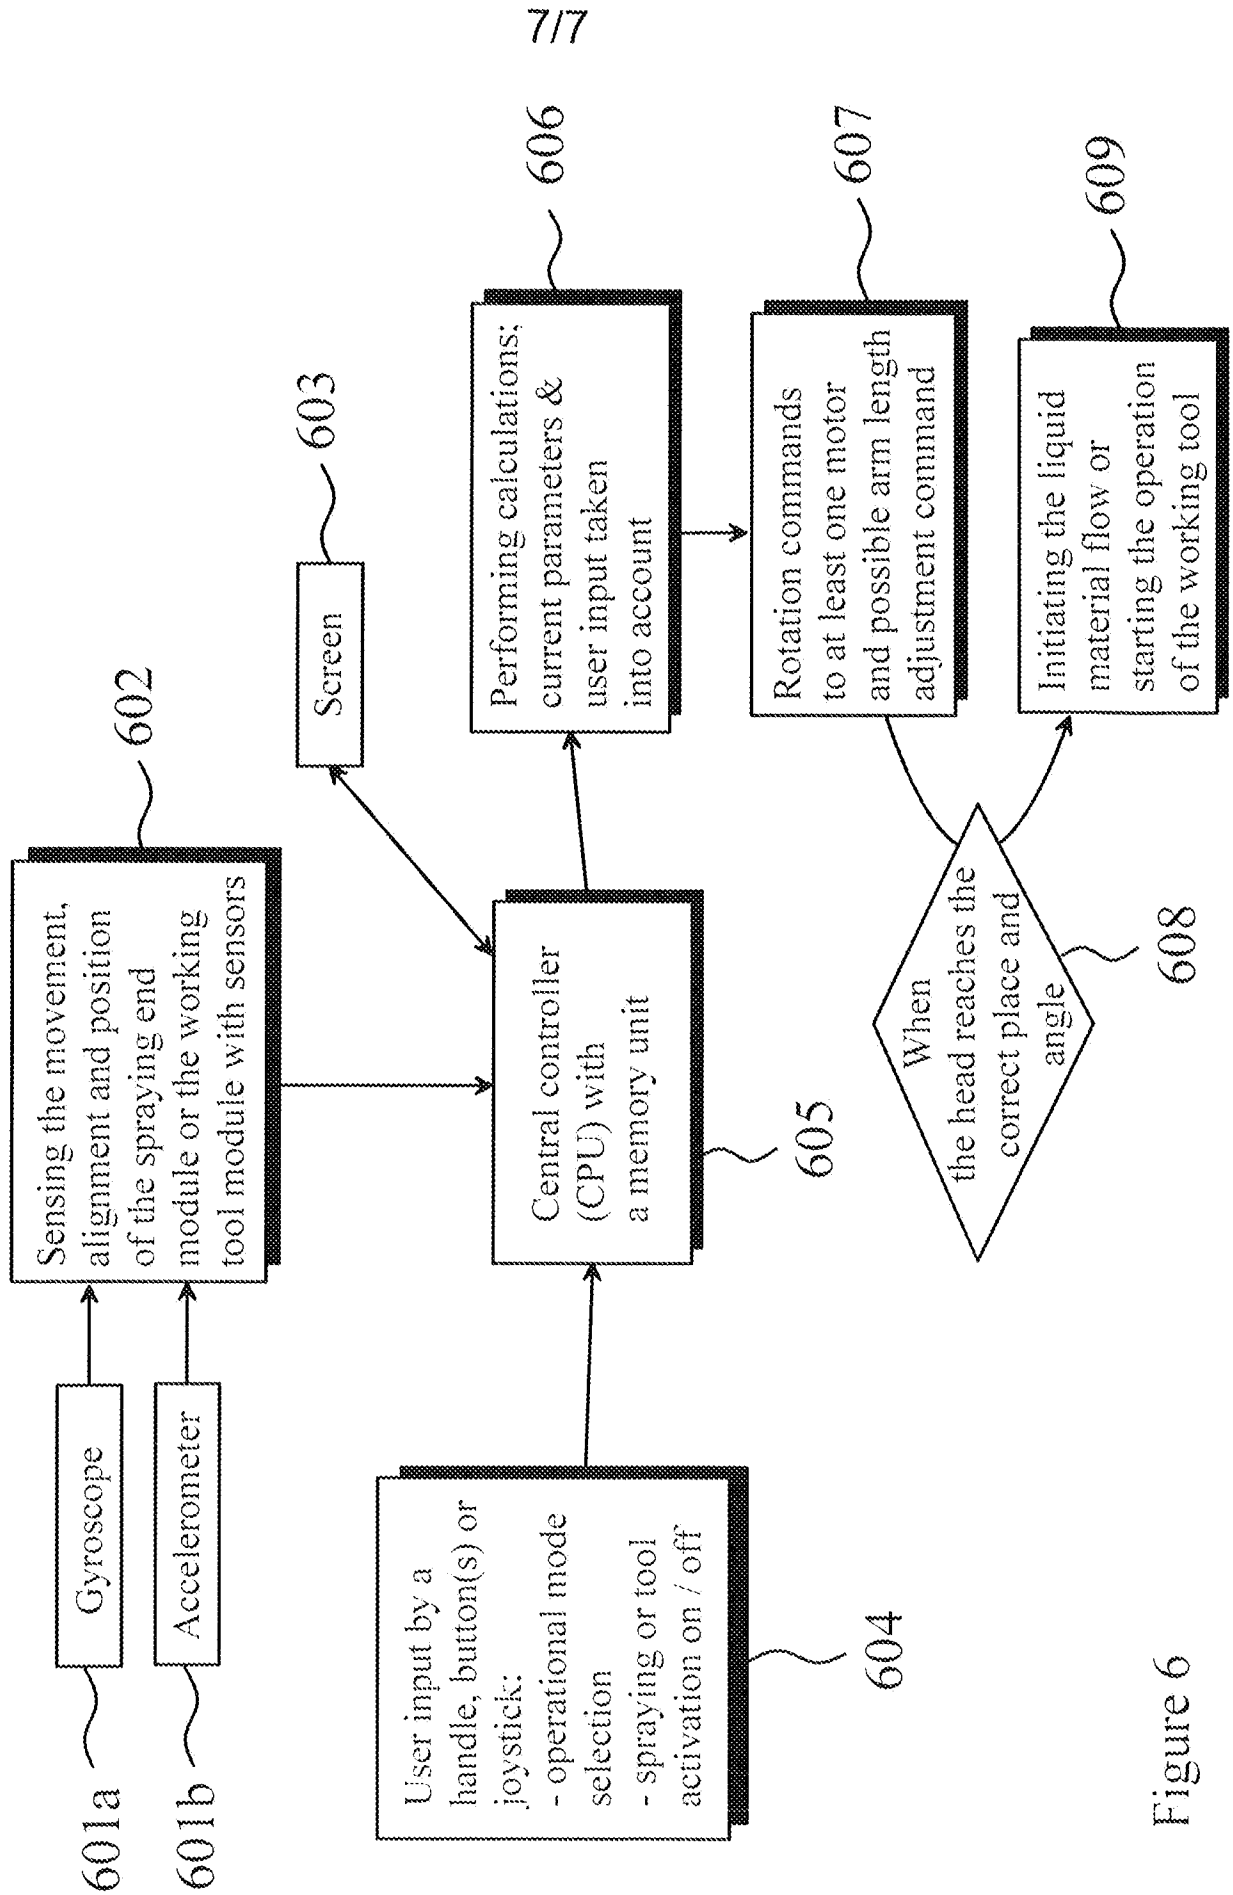 7/7
601a
Gyroscope
601b
Accelerometer
Sensing the movement,
alignment and position
of the spraying end
module or the working
tool module with sensors
602
Screen
603
User input by a
handle, button(s) or
joystick:
- operational mode
selection
- spraying or tool
activation on / off
604
Central controller
(CPU) with
a memory unit
605
Performing calculations;
current parameters &
user input taken
into account
606
Rotation commands
to at least one motor
and possible arm length
adjustment command
607
When
the head reaches the
correct place and
angle
608
Initiating the liquid
material flow or
starting the operation
of the working tool
609
Figure 6